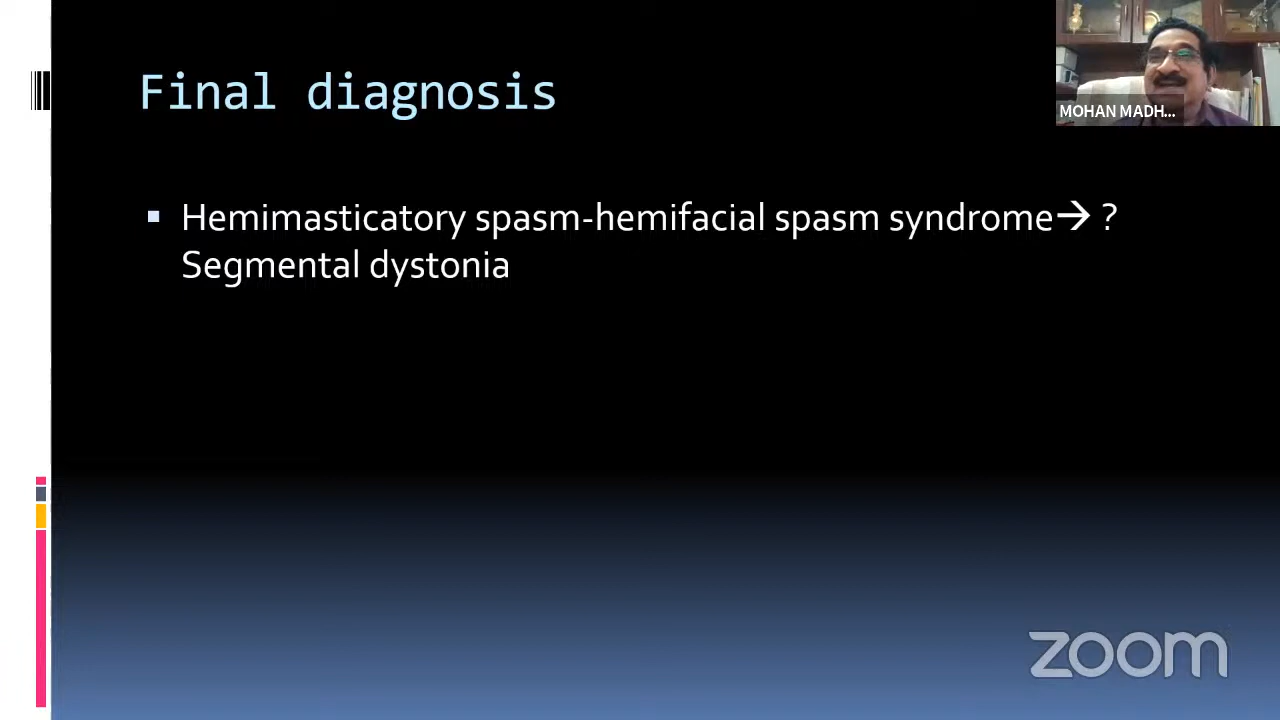 Final diagnosis
MOHAN MADH...
Hemimasticatory spasm-hemifacial spasm syndrome→ ?
Segmental dystonia
zoom